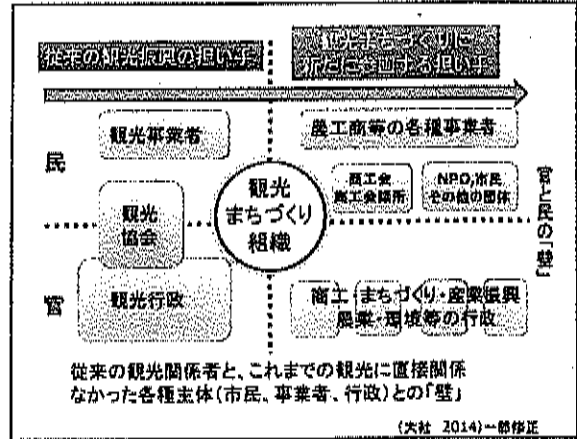 従来の観光振興の担い手
観光まちづくりに
新たに参画する担い手
民
観光事業者
農工商等の各種事業者
商工会
商工会議所
NPO,市民
その他の団体
観光
まちづくり
組織
観光
協会
官と民の「壁」
官
観光行政
商工・まちづくり・産業振興
農業・環境等の行政
従来の観光関係者と、これまでの観光に直接関係
なかった各種主体(市民、事業者、行政)との「壁」
(大社 2014)一部修正